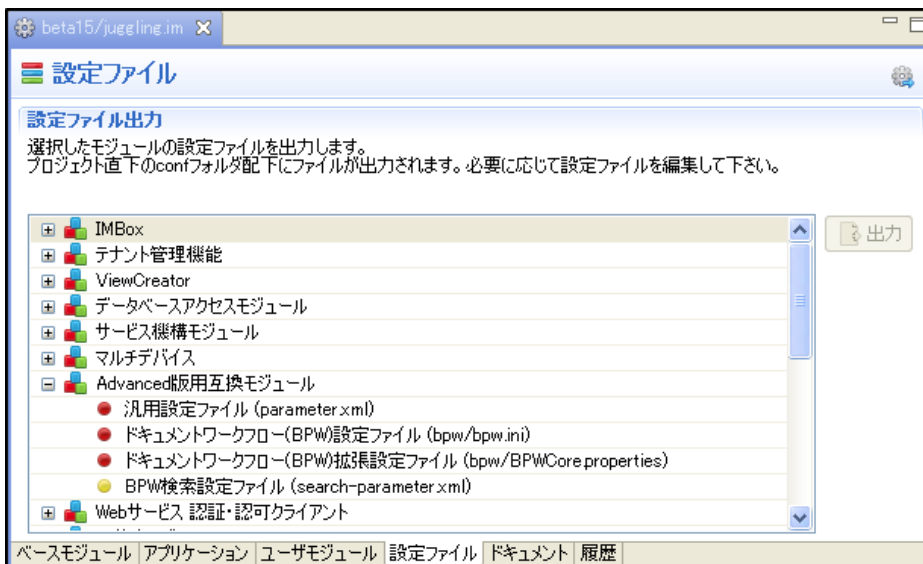 beta15/juggling.im
設定ファイル
設定ファイル出力
選択したモジュールの設定ファイルを出力します。
プロジェクト直下のconfフォルダ配下にファイルが出力されます。必要に応じて設定ファイルを編集して下さい。
IMBox
出力
テナント管理機能
ViewCreator
データベースアクセスモジュール
サービス機構モジュール
マルチデバイス
Advanced版用互換モジュール
汎用設定ファイル (parameter.xml)
ドキュメントワークフロー(BPW)設定ファイル (bpw/bpw.ini)
ドキュメントワークフロー(BPW)拡張設定ファイル (bpw/BPWCore.properties)
BPW検索設定ファイル (search-parameter.xml)
Webサービス 認証・認可クライアント
ベースモジュール アプリケーション ユーザモジュール 設定ファイル ドキュメント 履歴